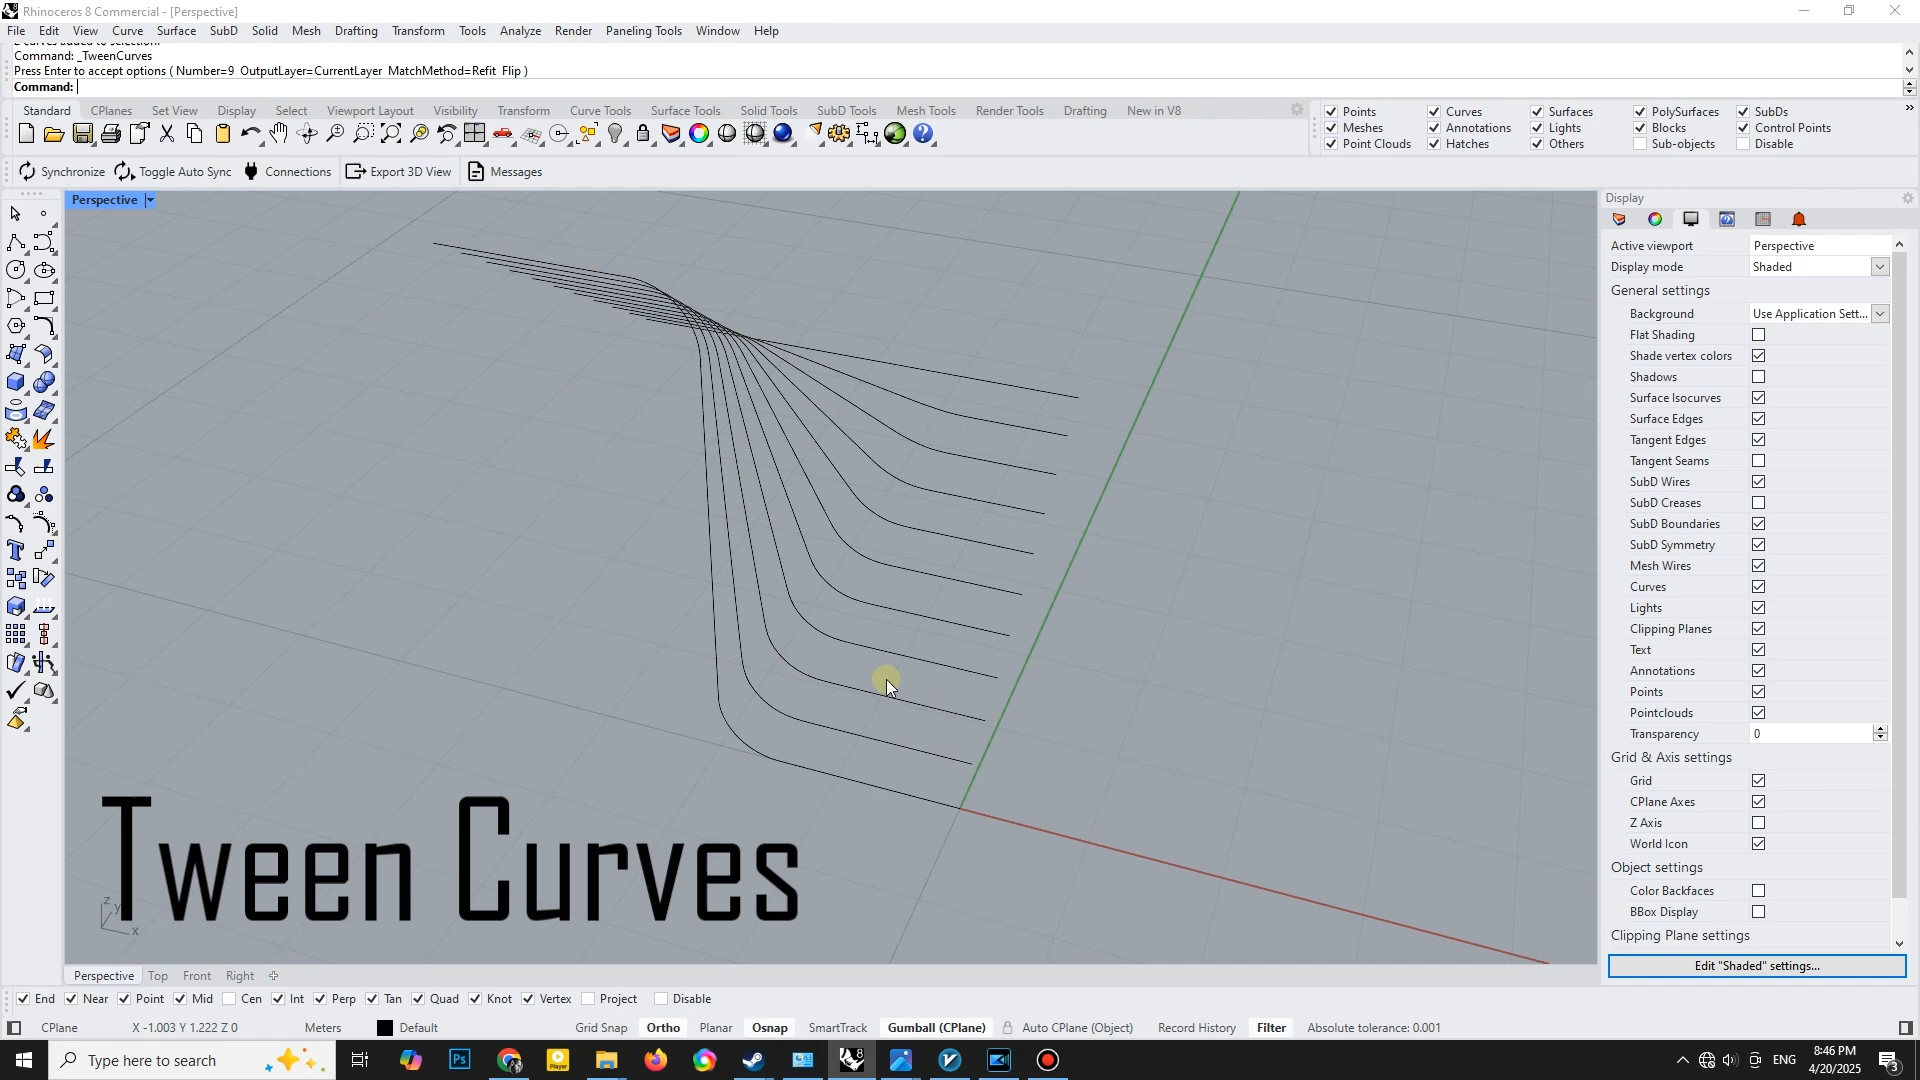 Rhinoceros 8 Commercial - [Perspective]
File Edit View Curve Surface SubD Solid Mesh Drafting Transform Tools Analyze Render Paneling Tools Window Help
2 curves added to selection.
Command: _TweenCurves
Press Enter to accept options ( Number=9 OutputLayer=CurrentLayer MatchMethod=Refit Flip )
Command:
Standard CPlanes Set View Display Select Viewport Layout Visibility Transform Curve Tools Surface Tools Solid Tools SubD Tools Mesh Tools Render Tools Drafting New in V8
Points Curves Surfaces PolySurfaces SubDs
Meshes Annotations Lights Blocks Control Points
Point Clouds Hatches Others Sub-objects Disable
Synchronize Toggle Auto Sync Connections Export 3D View Messages
Perspective
Display
Active viewport Perspective
Display mode Shaded
General settings
Background Use Application Sett...
Flat Shading
Shade vertex colors
Shadows
Surface Isocurves
Surface Edges
Tangent Edges
Tangent Seams
SubD Wires
SubD Creases
SubD Boundaries
SubD Symmetry
Mesh Wires
Curves
Lights
Clipping Planes
Text
Annotations
Points
Pointclouds
Transparency 0
Grid & Axis settings
Grid
CPlane Axes
Z Axis
World Icon
Object settings
Color Backfaces
BBox Display
Clipping Plane settings
Edit "Shaded" settings...
Tween Curves
z y x
Perspective Top Front Right
End Near Point Mid Cen Int Perp Tan Quad Knot Vertex Project Disable
CPlane X -1.003 Y 1.222 Z 0 Meters Default Grid Snap Ortho Planar Osnap SmartTrack Gumball (CPlane) Auto CPlane (Object) Record History Filter Absolute tolerance: 0.001
Type here to search
Ps
Player
8
ENG
8:46 PM
4/20/2025
3